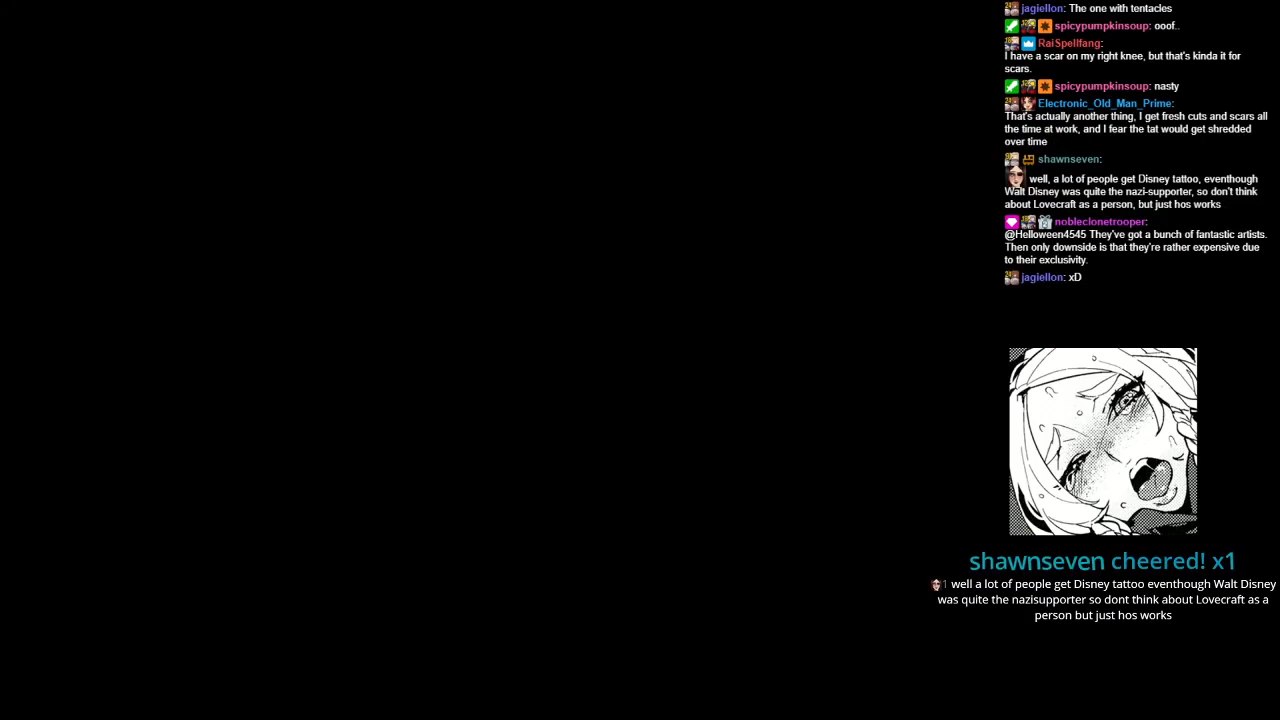 jagiellon: The one with tentacles
spicypumpkinsoup: ooof..
RaiSpellfang:
I have a scar on my right knee, but that's kinda it for
scars.
spicypumpkinsoup: nasty
Electronic_Old_Man_Prime:
That's actually another thing, I get fresh cuts and scars all
the time at work, and I fear the tat would get shredded
over time
shawnseven:
well, a lot of people get Disney tattoo, eventhough
Walt Disney was quite the nazi-supporter, so don't think
about Lovecraft as a person, but just hos works
nobleclonetrooper:
@Helloween4545 They've got a bunch of fantastic artists.
Then only downside is that they're rather expensive due
to their exclusivity.
jagiellon: xD
shawnseven cheered! x1
1 well a lot of people get Disney tattoo eventhough Walt Disney
was quite the nazisupporter so dont think about Lovecraft as a
person but just hos works